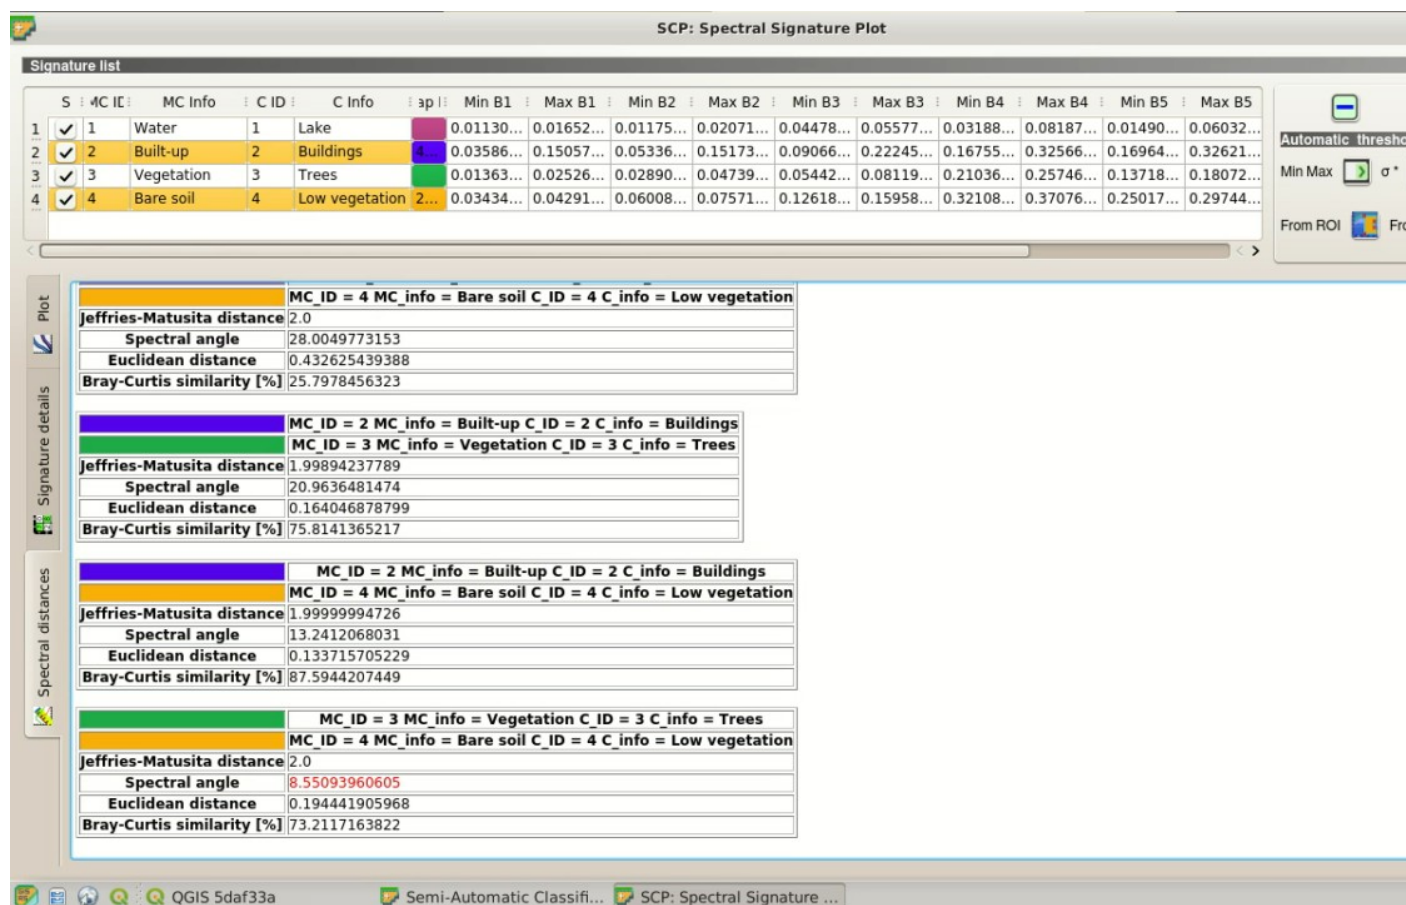 SCP: Spectral Signature Plot
Signature list
S MC Info C ID C Info Min B1 Max B1 Min B2 Max B2 Min B3 Max B3 Min B4 Max B4 Min B5 Max B5
1 1 Water 1 Lake 0.01130... 0.01652... 0.01175... 0.02071... 0.04478... 0.05577... 0.03188... 0.08187... 0.01490... 0.06032...
2 2 Built-up 2 Buildings 4... 0.03586... 0.15057... 0.05336... 0.15173... 0.09066... 0.22245... 0.16755... 0.32566... 0.16964... 0.32621...
3 3 Vegetation 3 Trees 0.01363... 0.02526... 0.02890... 0.04739... 0.05442... 0.08119... 0.21036... 0.25746... 0.13718... 0.18072...
4 4 Bare soil 4 Low vegetation 2... 0.03434... 0.04291... 0.06008... 0.07571... 0.12618... 0.15958... 0.32108... 0.37076... 0.25017... 0.29744...
Automatic thresho
Min Max σ*
From ROI Fro
Plot
Signature details
Spectral distances
MC_ID = 4 MC_info = Bare soil C_ID = 4 C_info = Low vegetation
Jeffries-Matusita distance 2.0
Spectral angle 28.0049773153
Euclidean distance 0.432625439388
Bray-Curtis similarity [%] 25.7978456323
MC_ID = 2 MC_info = Built-up C_ID = 2 C_info = Buildings
MC_ID = 3 MC_info = Vegetation C_ID = 3 C_info = Trees
Jeffries-Matusita distance 1.99894237789
Spectral angle 20.9636481474
Euclidean distance 0.164046878799
Bray-Curtis similarity [%] 75.8141365217
MC_ID = 2 MC_info = Built-up C_ID = 2 C_info = Buildings
MC_ID = 4 MC_info = Bare soil C_ID = 4 C_info = Low vegetation
Jeffries-Matusita distance 1.99999994726
Spectral angle 13.2412068031
Euclidean distance 0.133715705229
Bray-Curtis similarity [%] 87.5944207449
MC_ID = 3 MC_info = Vegetation C_ID = 3 C_info = Trees
MC_ID = 4 MC_info = Bare soil C_ID = 4 C_info = Low vegetation
Jeffries-Matusita distance 2.0
Spectral angle 8.55093960605
Euclidean distance 0.194441905968
Bray-Curtis similarity [%] 73.2117163822
QGIS 5daf33a Semi-Automatic Classifi... SCP: Spectral Signature ...